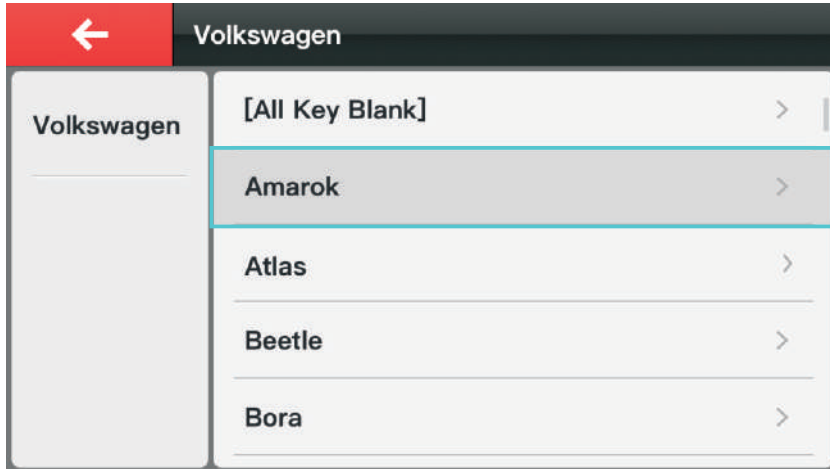 Volkswagen
Volkswagen
[All Key Blank]
Amarok
Atlas
Beetle
Bora